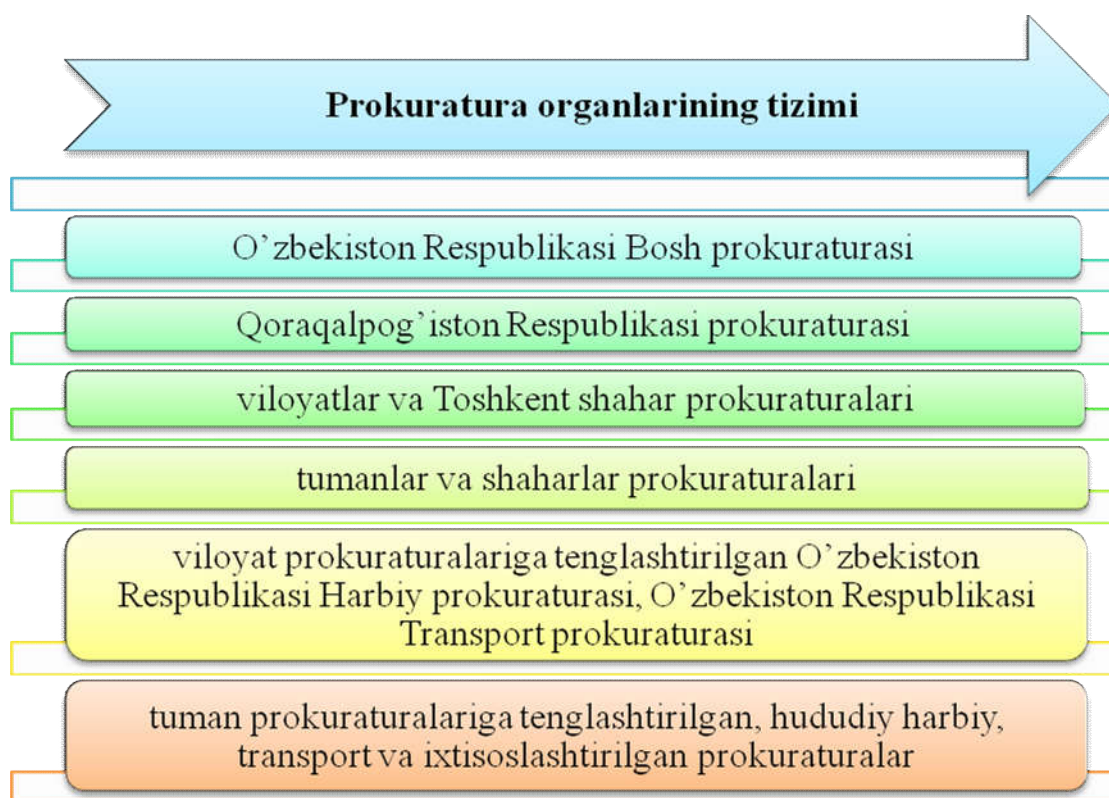 Prokuratura organlarining tizimi
O’zbekiston Respublikasi Bosh prokuraturasi
Qoraqalpog’iston Respublikasi prokuraturasi
viloyatlar va Toshkent shahar prokuraturalari
tumanlar va shaharlar prokuraturalari
viloyat prokuraturalariga tenglashtirilgan O’zbekiston
Respublikasi Harbiy prokuraturasi, O’zbekiston Respublikasi
Transport prokuraturasi
tuman prokuraturalariga tenglashtirilgan, hududiy harbiy,
transport va ixtisoslashtirilgan prokuraturalar